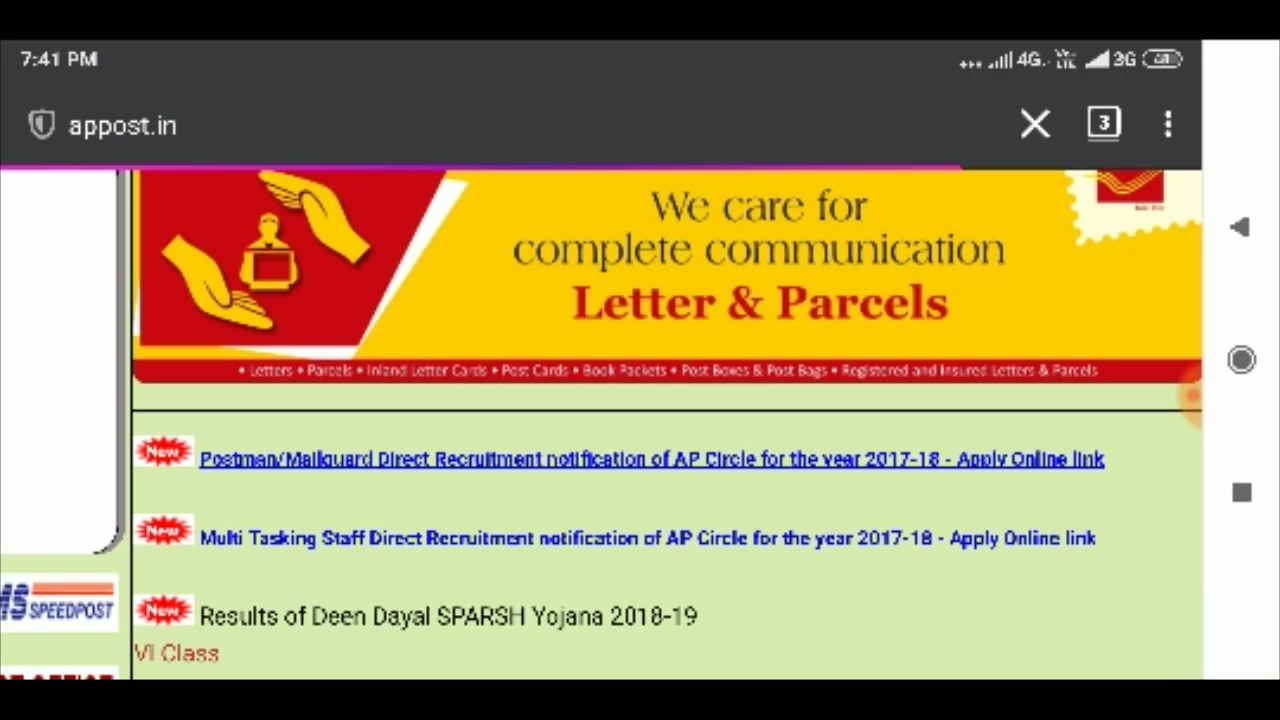 7:41 PM
4G 3G
appost.in
3
We care for
complete communication
Letter & Parcels
• Letters • Parcels • Inland Letter Cards • Post Cards • Book Packets • Post Boxes & Post Bags • Registered and Insured Letters & Parcels
New Postman/Mailguard Direct Recruitment notification of AP Circle for the year 2017-18 - Apply Online link
New Multi Tasking Staff Direct Recruitment notification of AP Circle for the year 2017-18 - Apply Online link
SPEEDPOST
New Results of Deen Dayal SPARSH Yojana 2018-19
VI Class